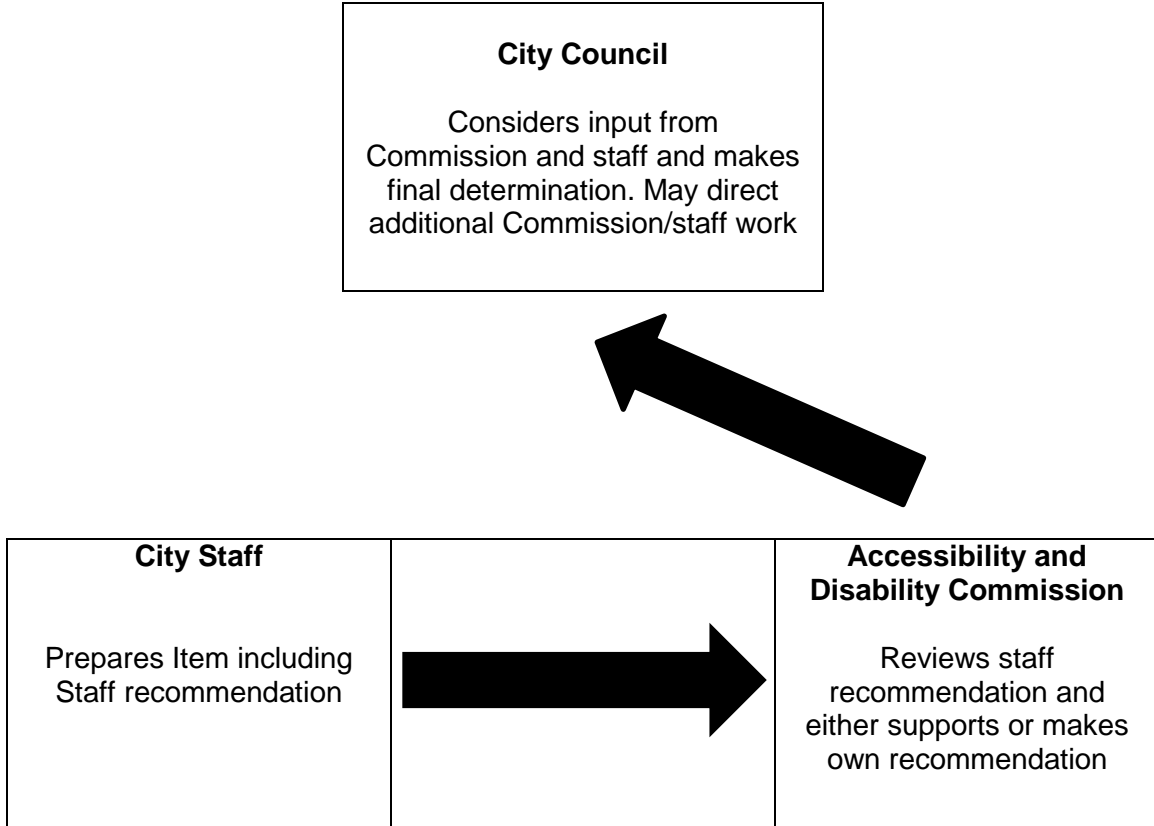 City Council
Considers input from
Commission and staff and makes
final determination. May direct
additional Commission/staff work
City Staff
Prepares Item including
Staff recommendation
Accessibility and
Disability Commission
Reviews staff
recommendation and
either supports or makes
own recommendation